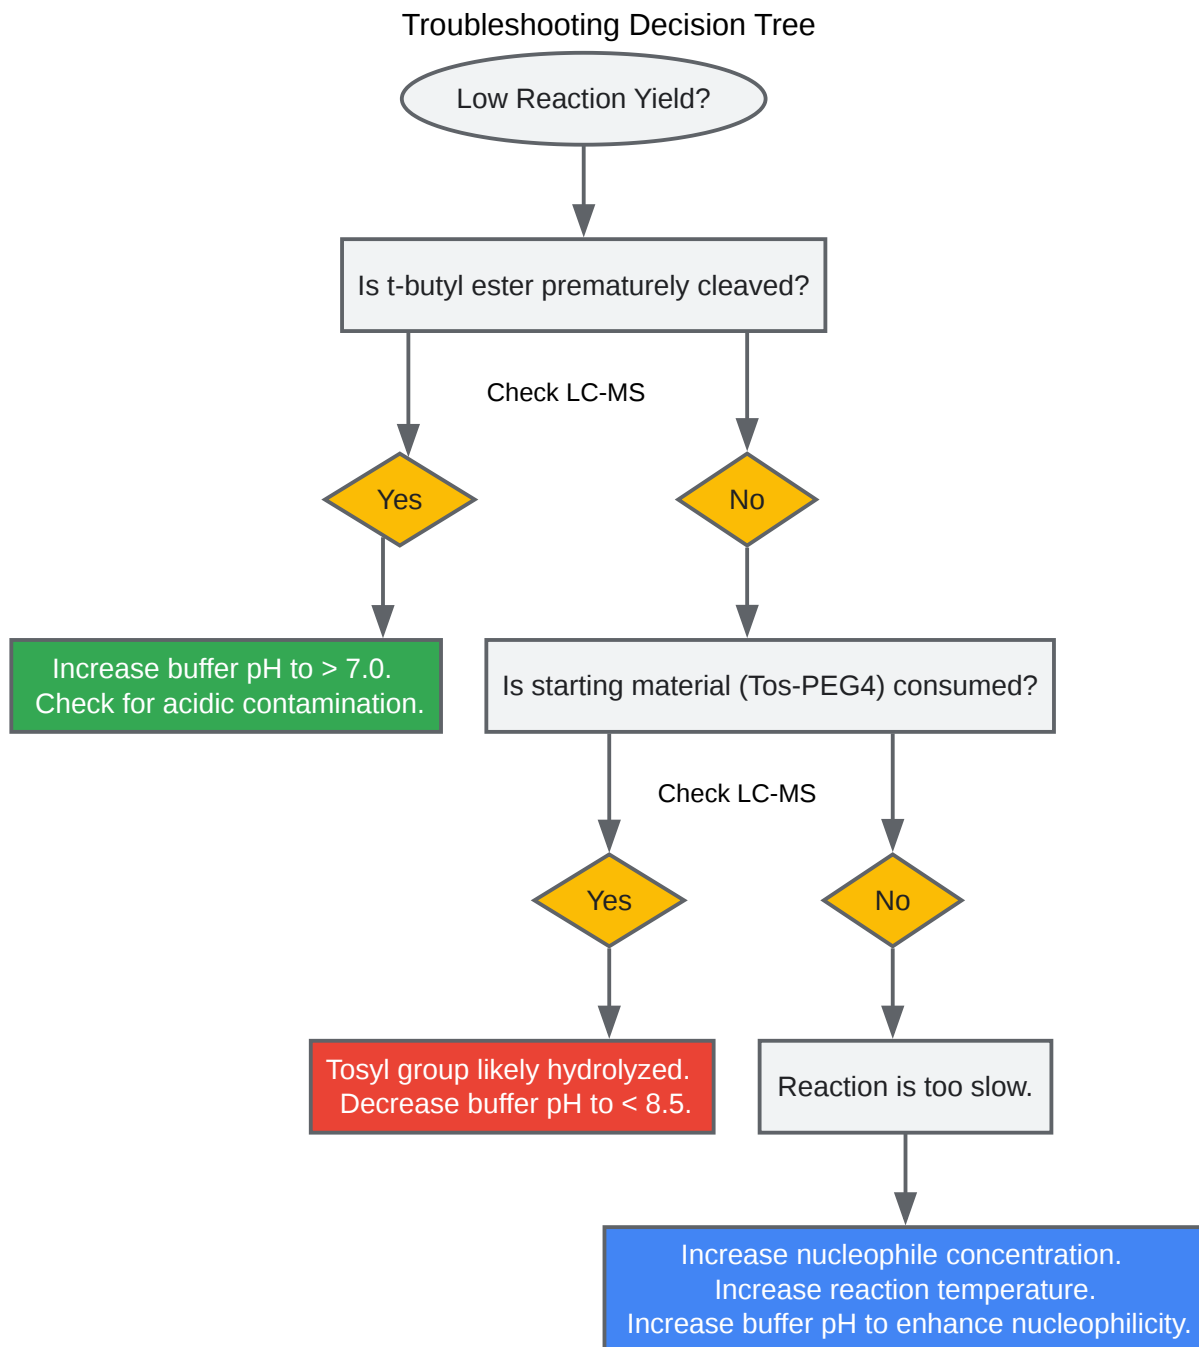 Troubleshooting Decision Tree
Low Reaction Yield?
Is t-butyl ester prematurely cleaved?
Check LC-MS
Yes
No
Increase buffer pH to > 7.0.
Check for acidic contamination.
Is starting material (Tos-PEG4) consumed?
Check LC-MS
Yes
No
Tosyl group likely hydrolyzed.
Decrease buffer pH to < 8.5.
Reaction is too slow.
Increase nucleophile concentration.
Increase reaction temperature.
Increase buffer pH to enhance nucleophilicity.